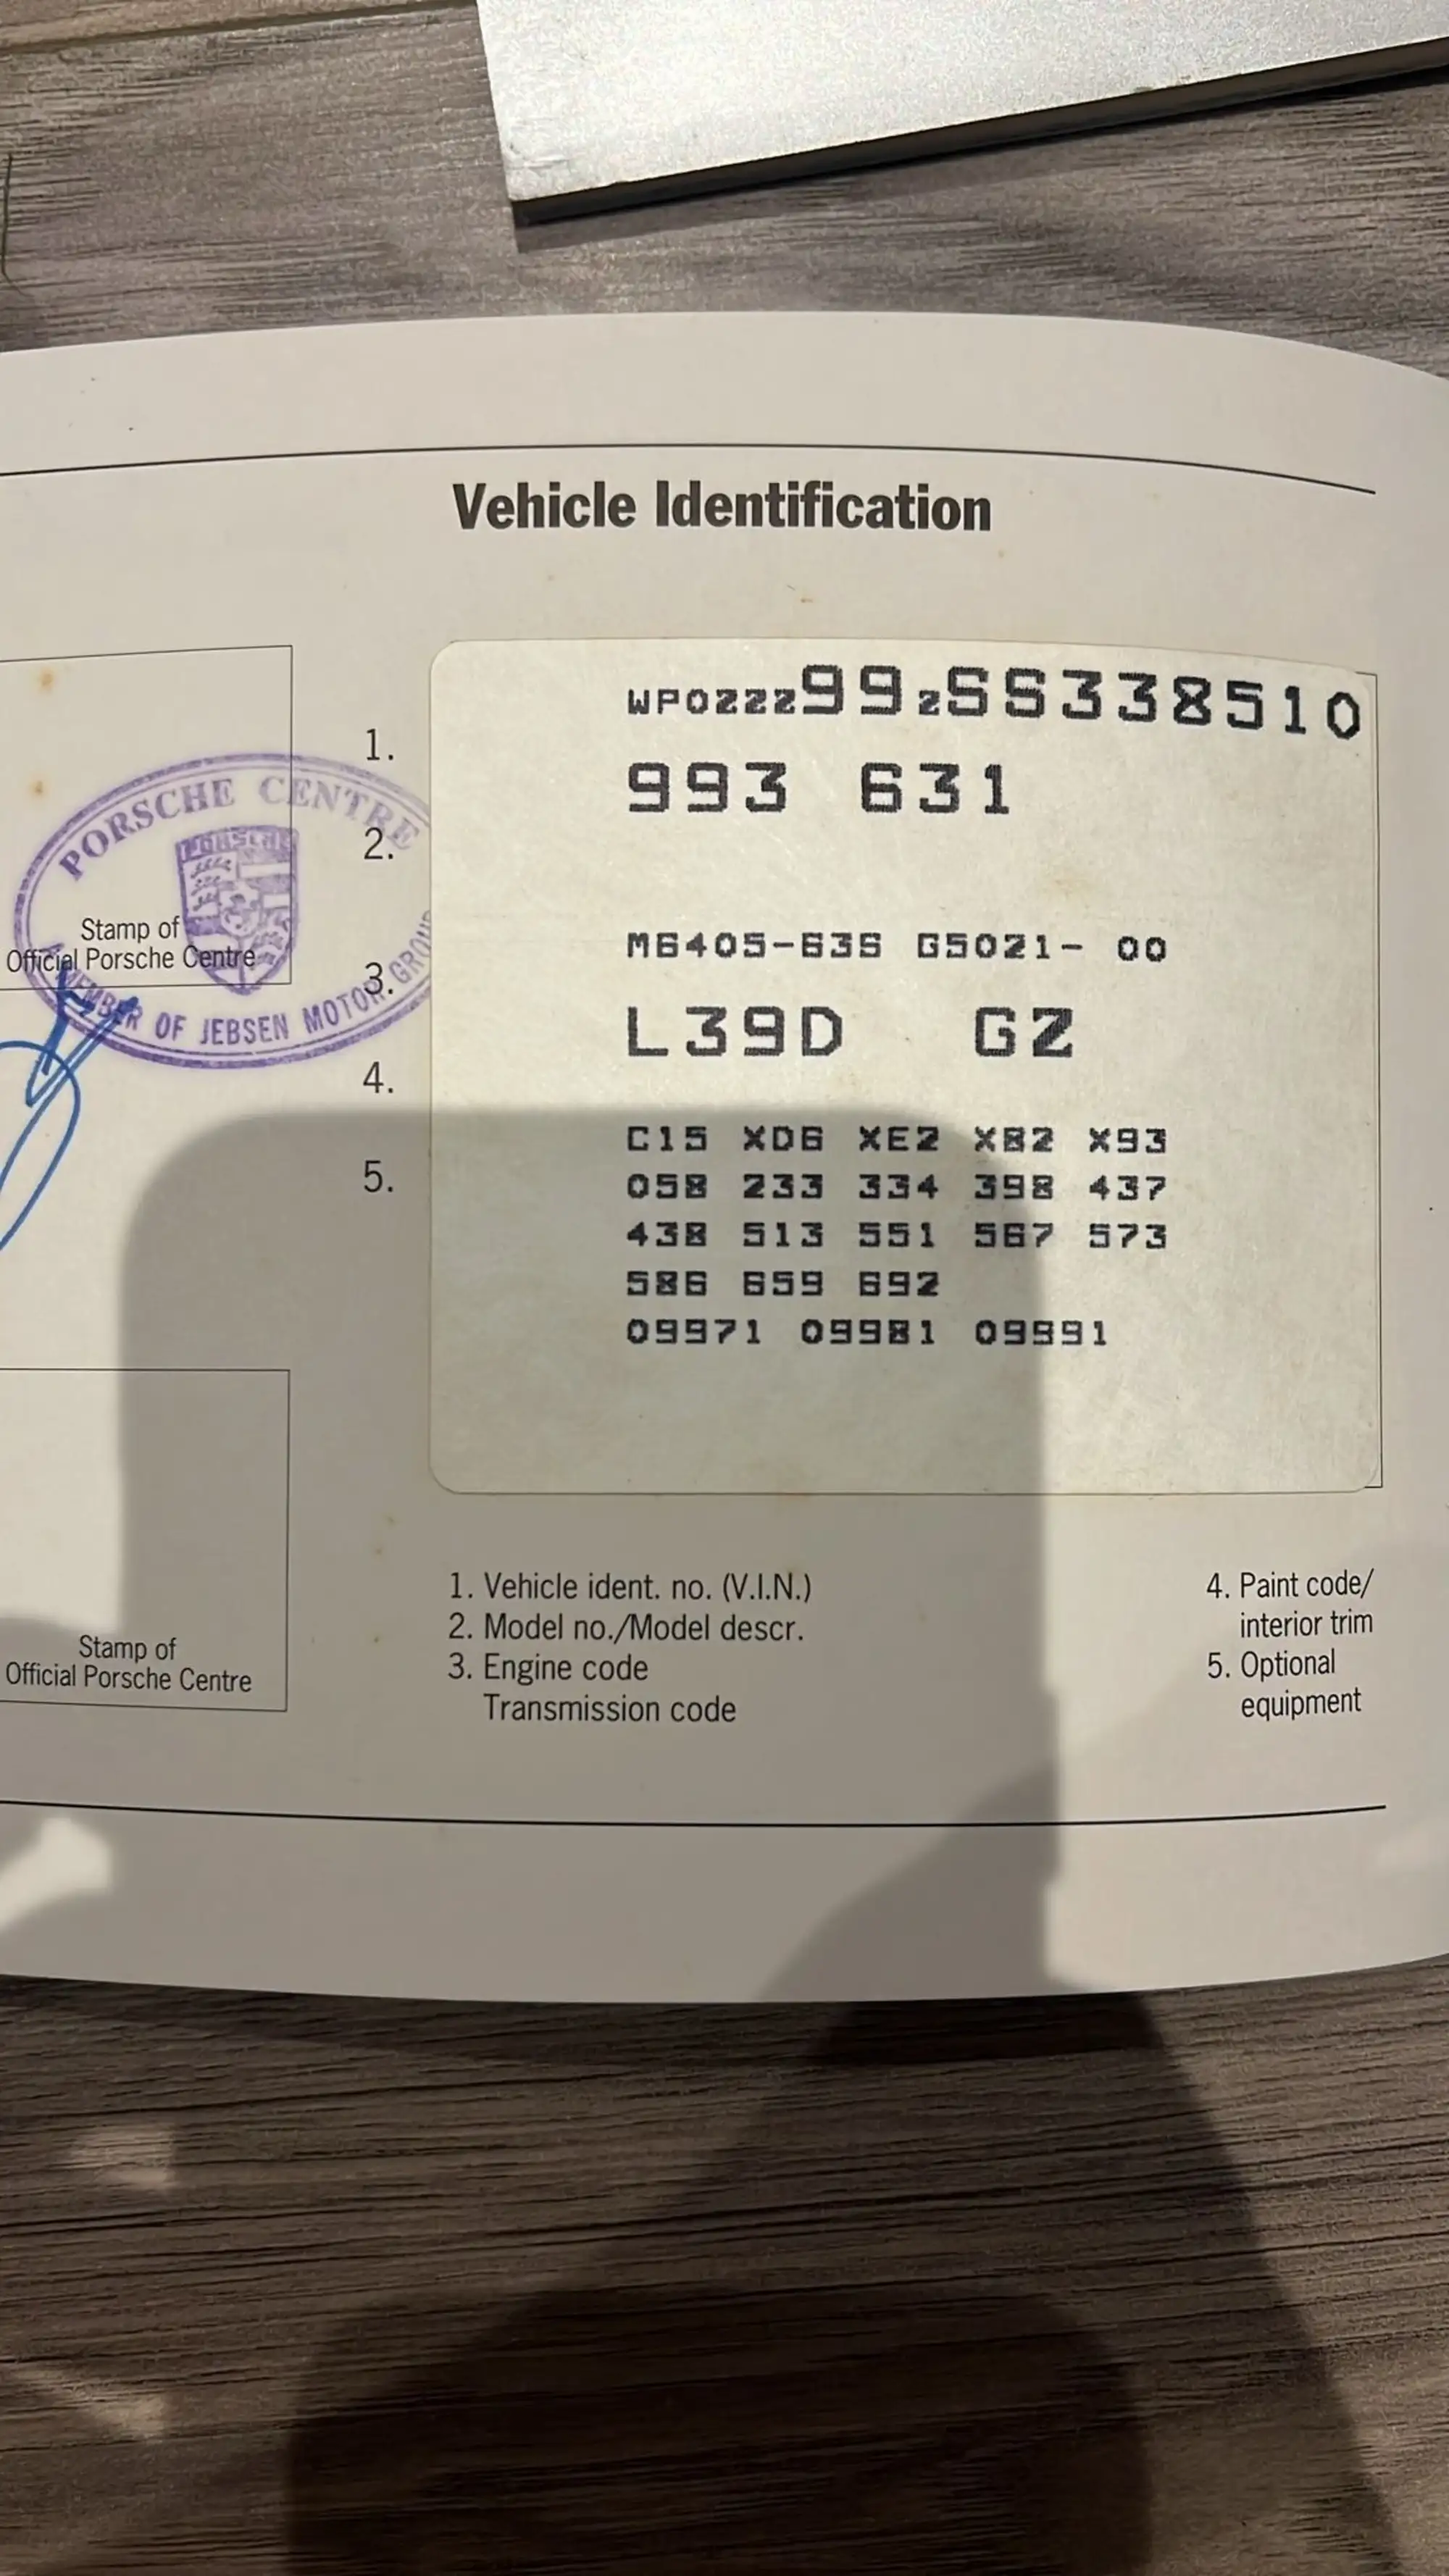 Vehicle Identification
1.
WP0ZZZ99ZSS338510
2.
993 631
3.
M6405-63S G5021- 00
4.
L39D GZ
5.
C15 XD6 XE2 XB2 X93
058 233 334 398 437
438 513 551 567 573
586 659 692
09971 09981 09991
PORSCHE CENTRE
PORSCHE
A MEMBER OF JEBSEN MOTOR GROUP
Stamp of
Official Porsche Centre
Stamp of
Official Porsche Centre
1. Vehicle ident. no. (V.I.N.)
2. Model no./Model descr.
3. Engine code
Transmission code
4. Paint code/
interior trim
5. Optional
equipment